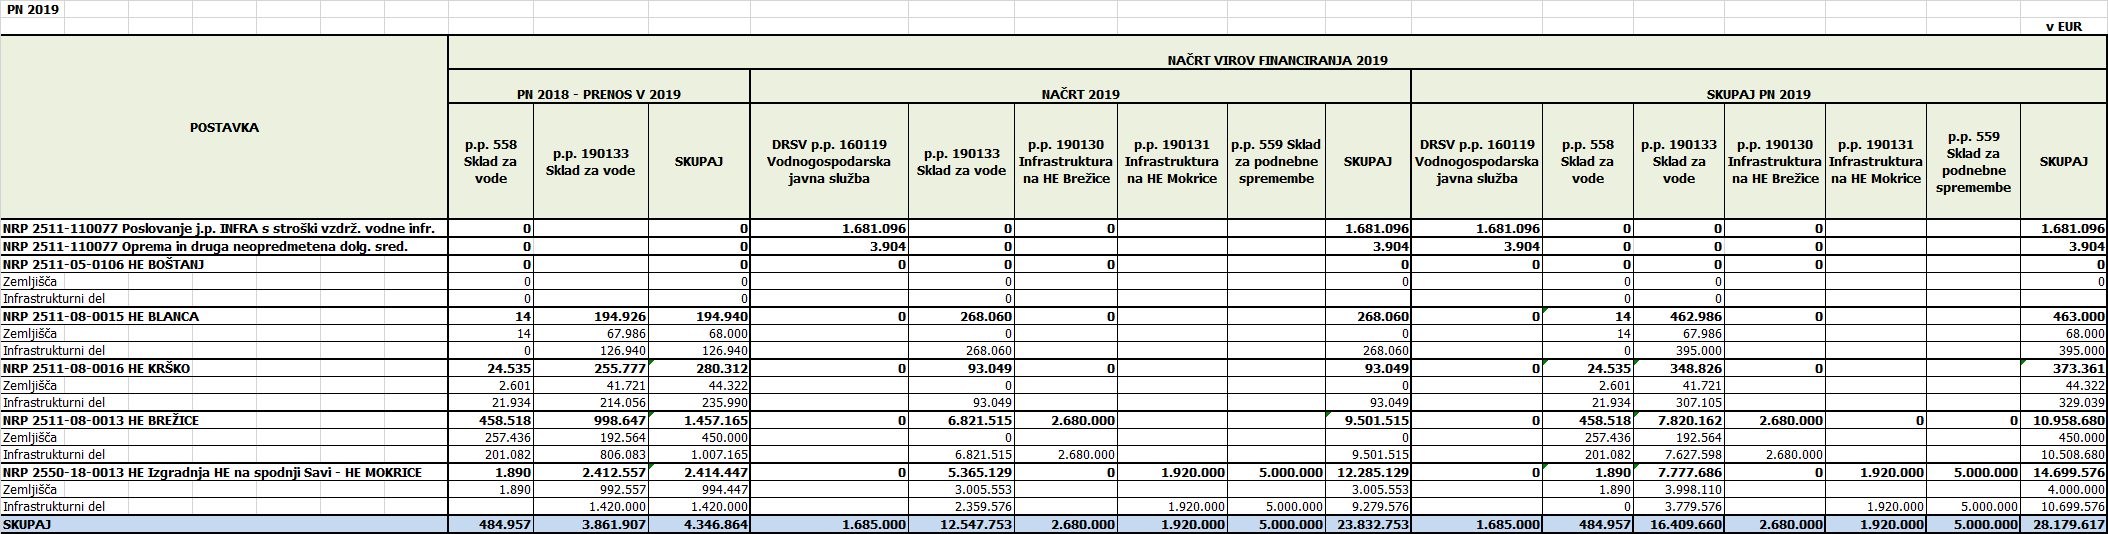 PN 2019
v EUR
NAČRT VIROV FINANCIRANJA 2019
PN 2018 - PRENOS V 2019 NAČRT 2019 SKUPAJ PN 2019
POSTAVKA
p.p. 558 Sklad za vode
p.p. 190133 Sklad za vode
SKUPAJ
DRSV p.p. 160119 Vodnogospodarska javna služba
p.p. 190133 Sklad za vode
p.p. 190130 Infrastruktura na HE Brežice
p.p. 190131 Infrastruktura na HE Mokrice
p.p. 559 Sklad za podnebne spremembe
SKUPAJ
DRSV p.p. 160119 Vodnogospodarska javna služba
p.p. 558 Sklad za vode
p.p. 190133 Sklad za vode
p.p. 190130 Infrastruktura na HE Brežice
p.p. 190131 Infrastruktura na HE Mokrice
p.p. 559 Sklad za podnebne spremembe
SKUPAJ
NRP 2511-110077 Poslovanje j.p. INFRA s stroški vzdrž. vodne infr. 0 0 1.681.096 0 0 1.681.096 1.681.096 0 0 0 1.681.096
NRP 2511-110077 Oprema in druga neopredmetena dolg. sred. 0 0 3.904 0 3.904 3.904 0 0 0 3.904
NRP 2511-05-0106 HE BOŠTANJ 0 0 0 0 0 0 0 0 0 0 0
Zemljišča 0 0 0 0 0 0 0
Infrastrukturni del 0 0 0 0 0
NRP 2511-08-0015 HE BLANCA 14 194.926 194.940 0 268.060 0 268.060 0 14 462.986 0 463.000
Zemljišča 14 67.986 68.000 0 0 14 67.986 68.000
Infrastrukturni del 0 126.940 126.940 268.060 268.060 0 395.000 395.000
NRP 2511-08-0016 HE KRŠKO 24.535 255.777 280.312 0 93.049 0 93.049 0 24.535 348.826 0 373.361
Zemljišča 2.601 41.721 44.322 0 0 2.601 41.721 44.322
Infrastrukturni del 21.934 214.056 235.990 93.049 93.049 21.934 307.105 329.039
NRP 2511-08-0013 HE BREŽICE 458.518 998.647 1.457.165 0 6.821.515 2.680.000 9.501.515 0 458.518 7.820.162 2.680.000 0 0 10.958.680
Zemljišča 257.436 192.564 450.000 0 0 257.436 192.564 450.000
Infrastrukturni del 201.082 806.083 1.007.165 6.821.515 2.680.000 9.501.515 201.082 7.627.598 2.680.000 10.508.680
NRP 2550-18-0013 HE Izgradnja HE na spodnji Savi - HE MOKRICE 1.890 2.412.557 2.414.447 0 5.365.129 0 1.920.000 5.000.000 12.285.129 0 1.890 7.777.686 0 1.920.000 5.000.000 14.699.576
Zemljišča 1.890 992.557 994.447 3.005.553 3.005.553 1.890 3.998.110 4.000.000
Infrastrukturni del 1.420.000 1.420.000 2.359.576 1.920.000 5.000.000 9.279.576 0 3.779.576 1.920.000 5.000.000 10.699.576
SKUPAJ 484.957 3.861.907 4.346.864 1.685.000 12.547.753 2.680.000 1.920.000 5.000.000 23.832.753 1.685.000 484.957 16.409.660 2.680.000 1.920.000 5.000.000 28.179.617